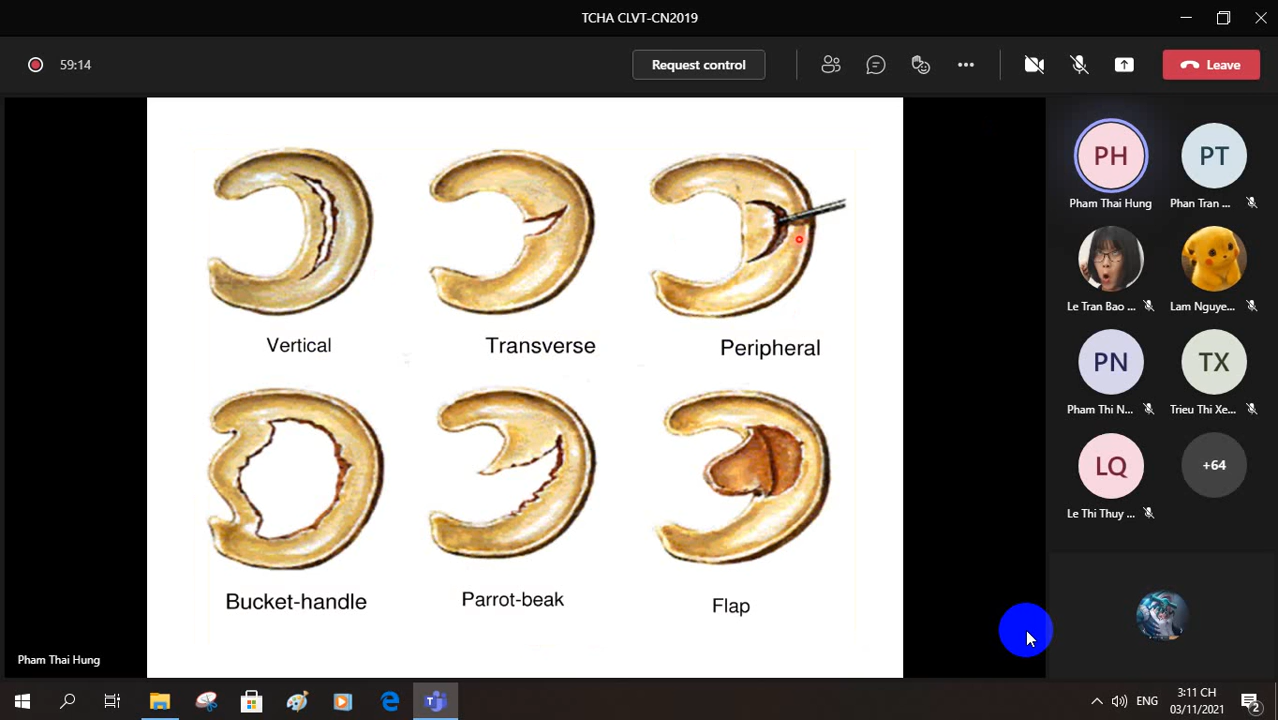 TCHA CLVT-CN2019
59:14
Request control
Leave
Vertical
Transverse
Peripheral
Bucket-handle
Parrot-beak
Flap
Pham Thai Hung
PH
PT
Pham Thai Hung
Phan Tran ...
Le Tran Bao ...
Lam Nguye...
PN
TX
Pham Thi N...
Trieu Thi Xe...
LQ
+64
Le Thi Thuy ...
ENG
3:11 CH
03/11/2021
2